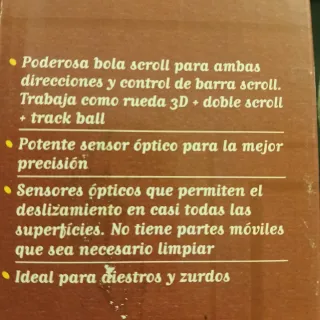 • Poderosa bola scroll para ambas
direcciones y control de barra scroll.
Trabaja como rueda 3D + doble scroll
+ track ball
• Potente sensor óptico para la mejor
precisión
• Sensores ópticos que permiten el
deslizamiento en casi todas las
superfícies. No tiene partes móviles
que sea necesario limpiar
• Ideal para diestros y zurdos